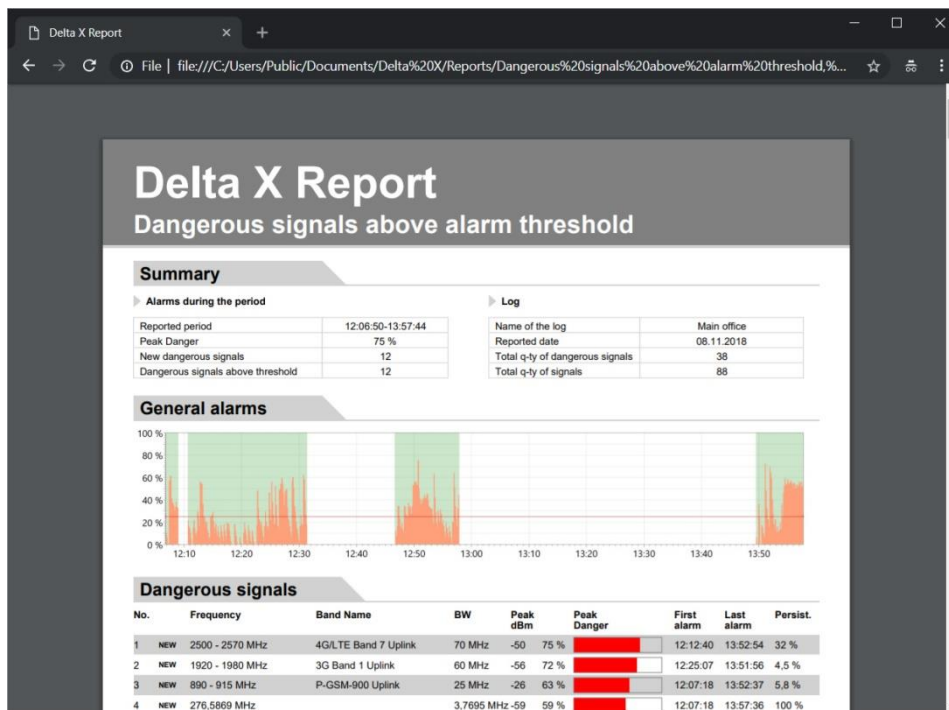 Delta X Report
File | file:///C:/Users/Public/Documents/Delta%20X/Reports/Dangerous%20signals%20above%20alarm%20threshold,%...
Delta X Report
Dangerous signals above alarm threshold
Summary
Alarms during the period
Reported period 12:06:50-13:57:44
Peak Danger 75 %
New dangerous signals 12
Dangerous signals above threshold 12
Log
Name of the log Main office
Reported date 08.11.2018
Total q-ty of dangerous signals 38
Total q-ty of signals 88
General alarms
100 %
80 %
60 %
40 %
20 %
0 %
12:10 12:20 12:30 12:40 12:50 13:00 13:10 13:20 13:30 13:40 13:50
Dangerous signals
No. Frequency Band Name BW Peak dBm Peak Danger First alarm Last alarm Persist.
1 NEW 2500 - 2570 MHz 4G/LTE Band 7 Uplink 70 MHz -50 75 % 12:12:40 13:52:54 32 %
2 NEW 1920 - 1980 MHz 3G Band 1 Uplink 60 MHz -56 72 % 12:25:07 13:51:56 4,5 %
3 NEW 890 - 915 MHz P-GSM-900 Uplink 25 MHz -26 63 % 12:07:18 13:52:37 5,8 %
4 NEW 276,5869 MHz 3,7695 MHz -59 59 % 12:07:18 13:57:36 100 %